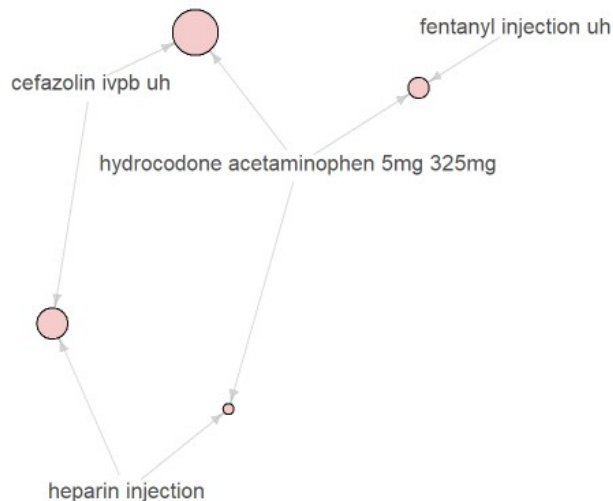 fentanyl injection uh
cefazolin ivpb uh
hydrocodone acetaminophen 5mg 325mg
heparin injection